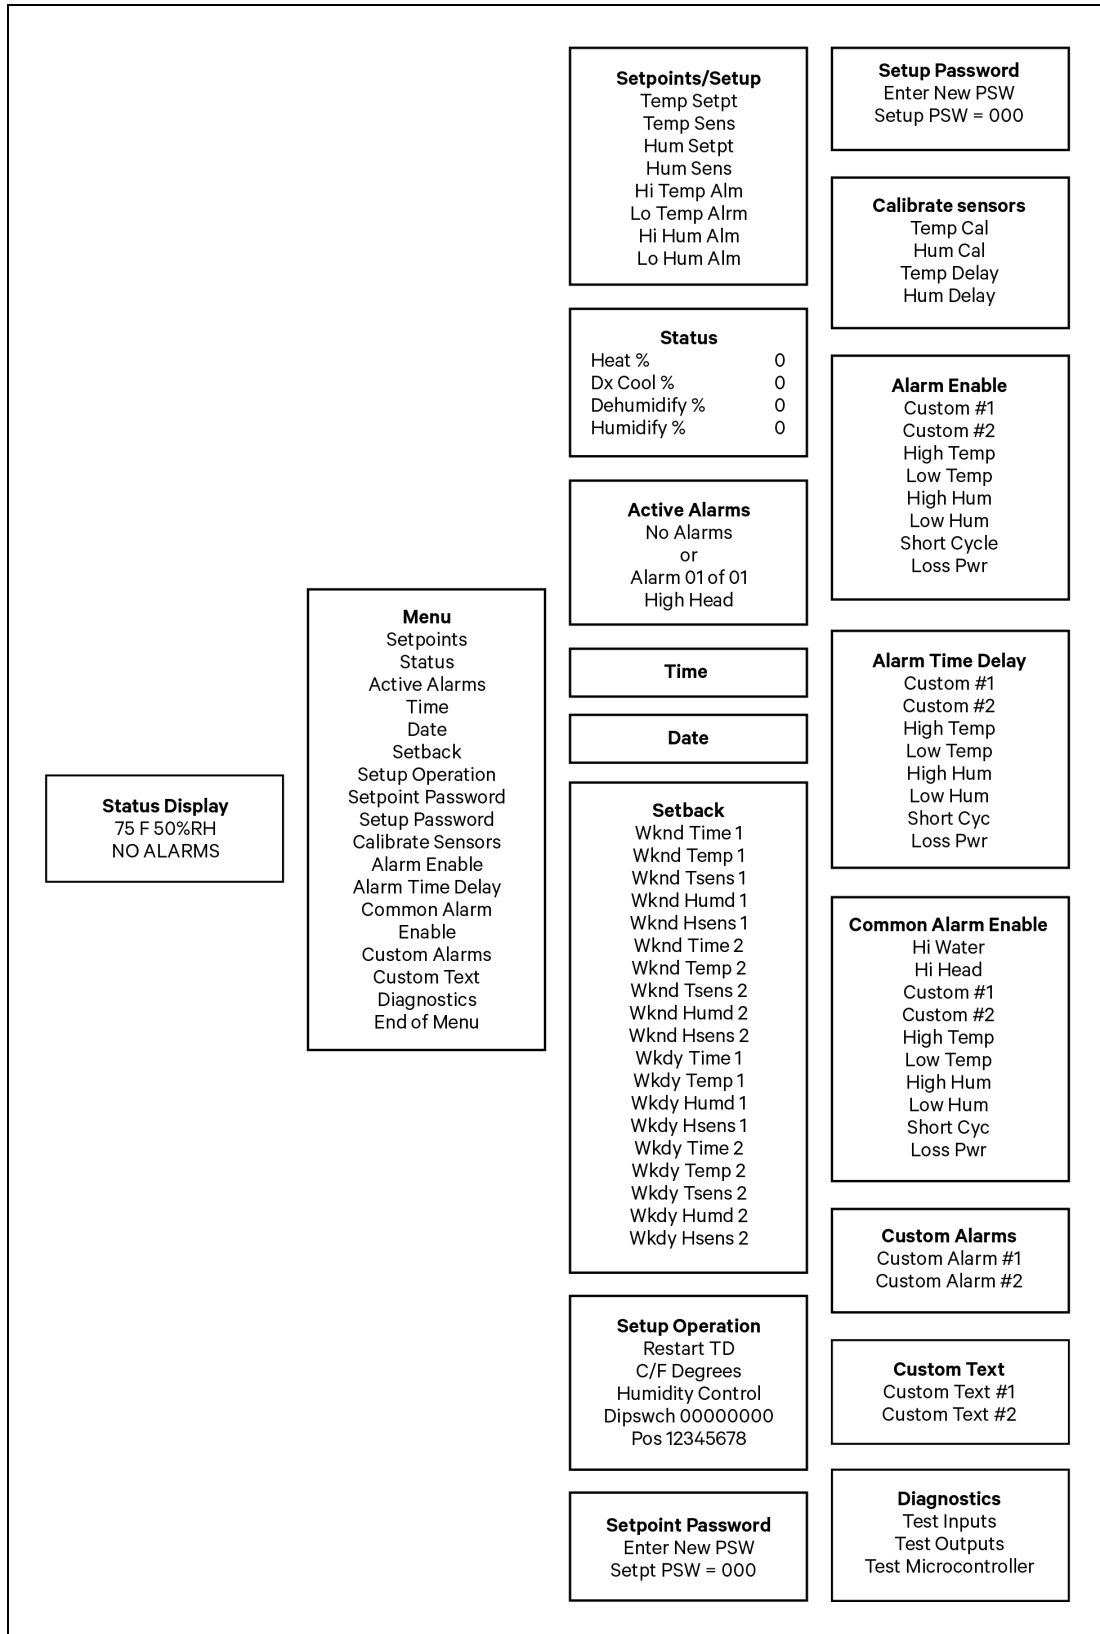 Status Display
75 F 50%RH
NO ALARMS
Menu
Setpoints
Status
Active Alarms
Time
Date
Setback
Setup Operation
Setpoint Password
Setup Password
Calibrate Sensors
Alarm Enable
Alarm Time Delay
Common Alarm
Enable
Custom Alarms
Custom Text
Diagnostics
End of Menu
Setpoints/Setup
Temp Setpt
Temp Sens
Hum Setpt
Hum Sens
Hi Temp Alm
Lo Temp Alrm
Hi Hum Alm
Lo Hum Alm
Status
Heat % 0
Dx Cool % 0
Dehumidify % 0
Humidify % 0
Active Alarms
No Alarms
or
Alarm 01 of 01
High Head
Time
Date
Setback
Wknd Time 1
Wknd Temp 1
Wknd Tsens 1
Wknd Humd 1
Wknd Hsens 1
Wknd Time 2
Wknd Temp 2
Wknd Tsens 2
Wknd Humd 2
Wknd Hsens 2
Wkdy Time 1
Wkdy Temp 1
Wkdy Humd 1
Wkdy Hsens 1
Wkdy Time 2
Wkdy Temp 2
Wkdy Tsens 2
Wkdy Humd 2
Wkdy Hsens 2
Setup Operation
Restart TD
C/F Degrees
Humidity Control
Dipswch 00000000
Pos 12345678
Setpoint Password
Enter New PSW
Setpt PSW = 000
Setup Password
Enter New PSW
Setup PSW = 000
Calibrate sensors
Temp Cal
Hum Cal
Temp Delay
Hum Delay
Alarm Enable
Custom #1
Custom #2
High Temp
Low Temp
High Hum
Low Hum
Short Cycle
Loss Pwr
Alarm Time Delay
Custom #1
Custom #2
High Temp
Low Temp
High Hum
Low Hum
Short Cyc
Loss Pwr
Common Alarm Enable
Hi Water
Hi Head
Custom #1
Custom #2
High Temp
Low Temp
High Hum
Low Hum
Short Cyc
Loss Pwr
Custom Alarms
Custom Alarm #1
Custom Alarm #2
Custom Text
Custom Text #1
Custom Text #2
Diagnostics
Test Inputs
Test Outputs
Test Microcontroller